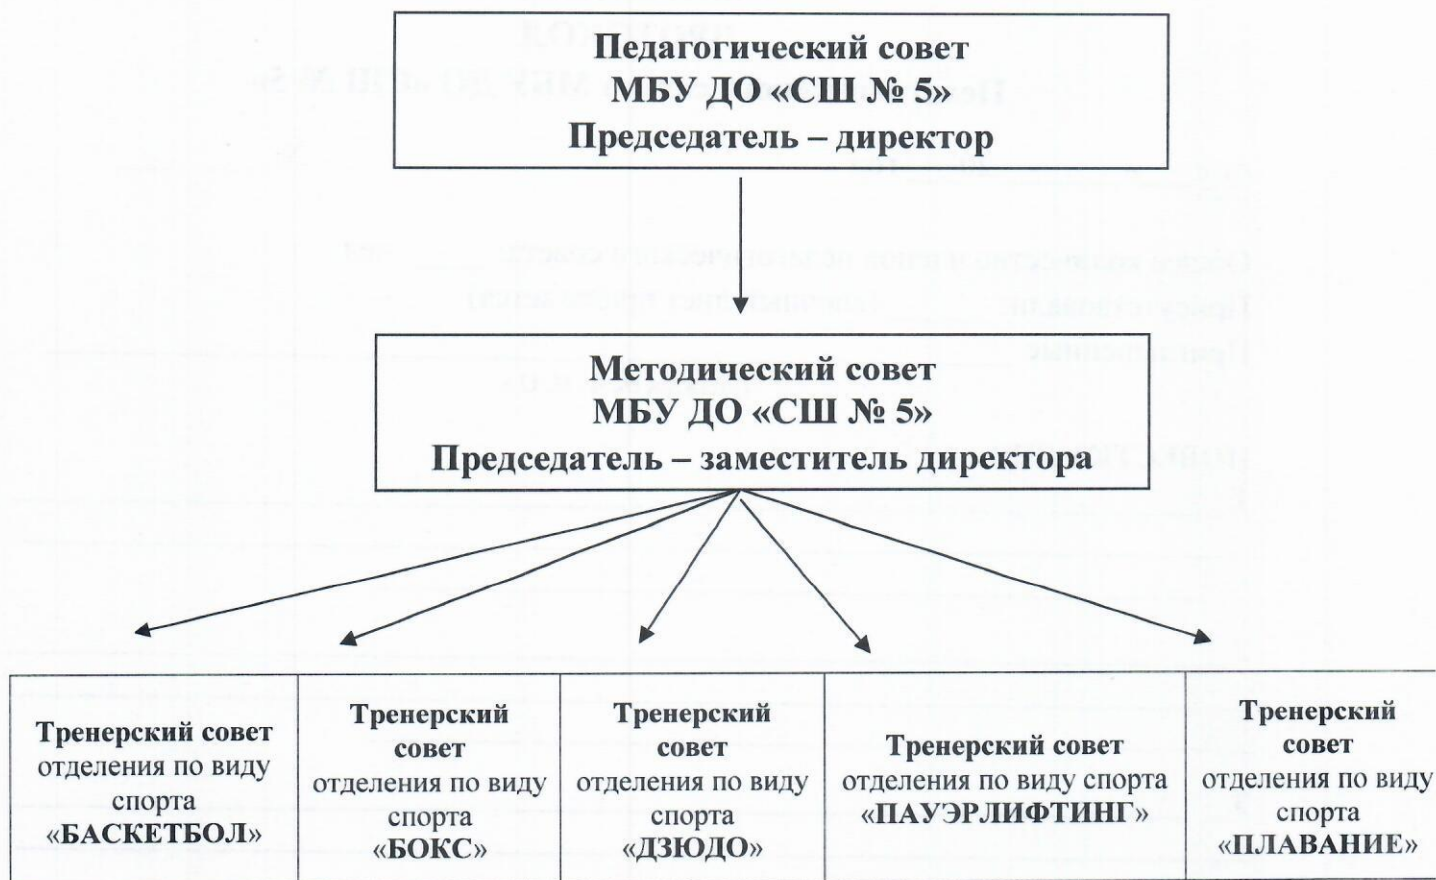 Педагогический совет
МБУ ДО «СШ № 5»
Председатель – директор
Методический совет
МБУ ДО «СШ № 5»
Председатель – заместитель директора
Тренерский совет
отделения по виду
спорта
«БАСКЕТБОЛ»
Тренерский
совет
отделения по виду
спорта
«БОКС»
Тренерский
совет
отделения по виду
спорта
«ДЗЮДО»
Тренерский совет
отделения по виду спорта
«ПАУЭРЛИФТИНГ»
Тренерский
совет
отделения по виду
спорта
«ПЛАВАНИЕ»